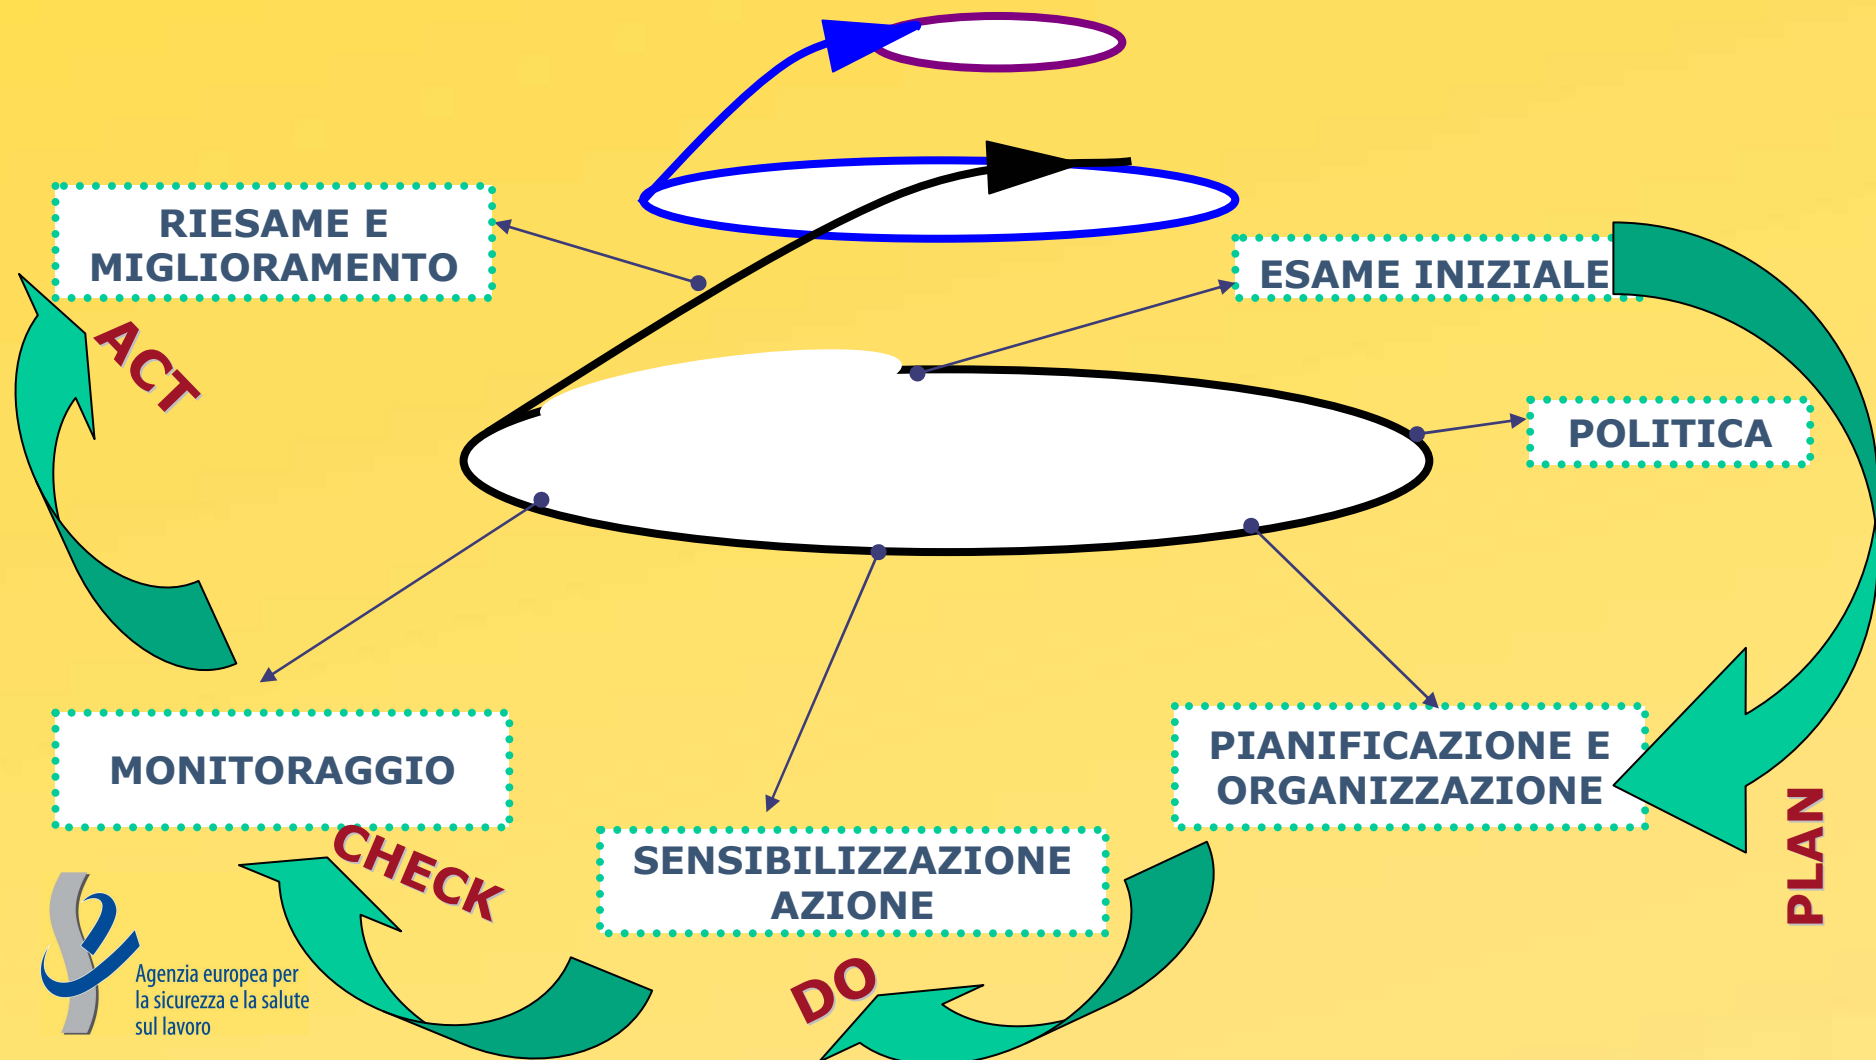 RIESAME E
MIGLIORAMENTO
ESAME INIZIALE
ACT
POLITICA
PIANIFICAZIONE E
ORGANIZZAZIONE
PLAN
MONITORAGGIO
CHECK
SENSIBILIZZAZIONE
AZIONE
DO
Agenzia europea per
la sicurezza e la salute
sul lavoro